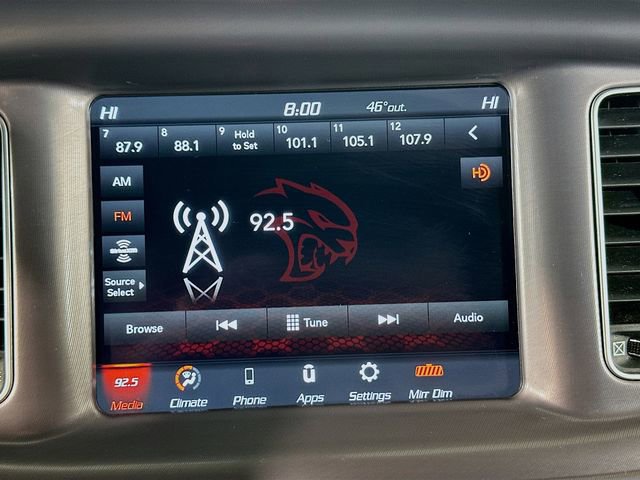 HI 8:00 46°out. HI
7 8 9 Hold 10 11 12
87.9 88.1 to Set 101.1 105.1 107.9
AM
HD
FM
92.5
SiriusXM
Source
Select
Browse Tune Audio
92.5
Media Climate Phone Apps Settings Mirr Dim